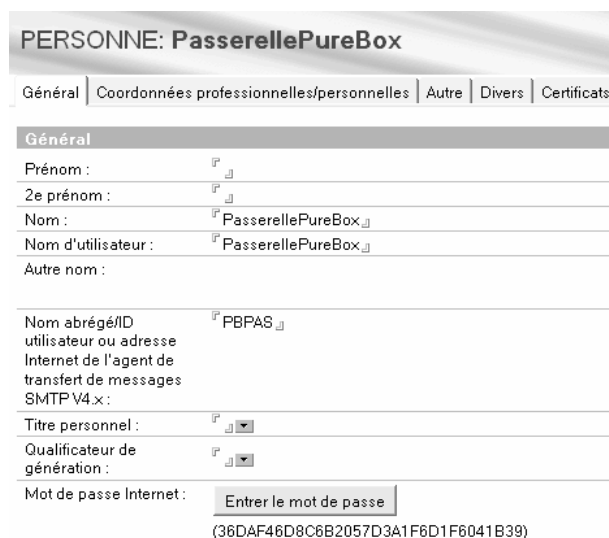 PERSONNE: PasserellePureBox
Général Coordonnées professionnelles/personnelles Autre Divers Certificats
Général
Prénom :
2e prénom :
Nom : PasserellePureBox
Nom d'utilisateur : PasserellePureBox
Autre nom :
Nom abrégé/ID PBPAS
utilisateur ou adresse
Internet de l'agent de
transfert de messages
SMTP V4.x :
Titre personnel :
Qualificateur de
génération :
Mot de passe Internet : Entrer le mot de passe
(36DAF46D8C6B2057D3A1F6D1F6041B39)